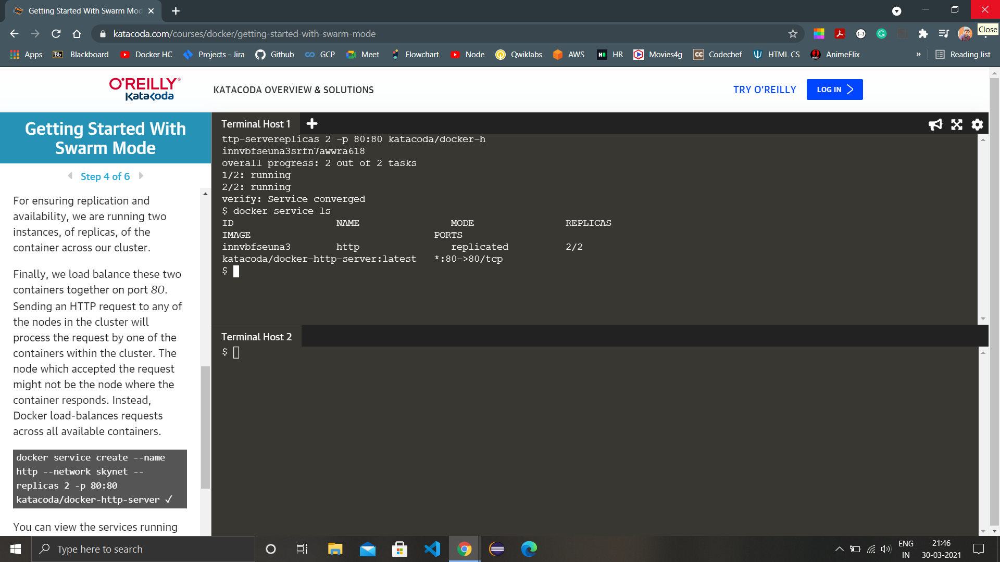 Getting Started With Swarm Mod
Close
katacoda.com/courses/docker/getting-started-with-swarm-mode
Apps
Bb Blackboard
Docker HC
Projects - Jira
Github
GCP
Meet
Flowchart
Node
Qwiklabs
AWS
HR
Movies4g
CC Codechef
HTML CS
AnimeFlix
»
Reading list
O'REILLY®
Katacoda
KATACODA OVERVIEW & SOLUTIONS
TRY O'REILLY
LOG IN
Getting Started With
Swarm Mode
Step 4 of 6
For ensuring replication and
availability, we are running two
instances, of replicas, of the
container across our cluster.
Finally, we load balance these two
containers together on port 80.
Sending an HTTP request to any of
the nodes in the cluster will
process the request by one of the
containers within the cluster. The
node which accepted the request
might not be the node where the
container responds. Instead,
Docker load-balances requests
across all available containers.
docker service create --name
http --network skynet --
replicas 2 -p 80:80
katacoda/docker-http-server ✓
You can view the services running
Terminal Host 1
ttp-servereplicas 2 -p 80:80 katacoda/docker-h
innvbfseuna3srfn7awwra618
overall progress: 2 out of 2 tasks
1/2: running
2/2: running
verify: Service converged
$ docker service ls
ID NAME MODE REPLICAS
IMAGE PORTS
innvbfseuna3 http replicated 2/2
katacoda/docker-http-server:latest *:80->80/tcp
$
Terminal Host 2
$
Type here to search
ENG
IN
21:46
30-03-2021